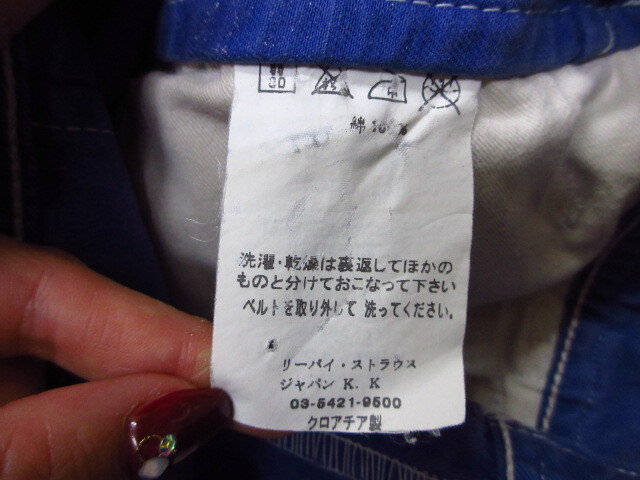 綿 100%
洗濯・乾燥は裏返してほかの
ものと分けておこなって下さい
ベルトを取り外して 洗ってください。
リーバイ・ストラウス
ジャパン K. K
03-5421-9500
クロアチア製